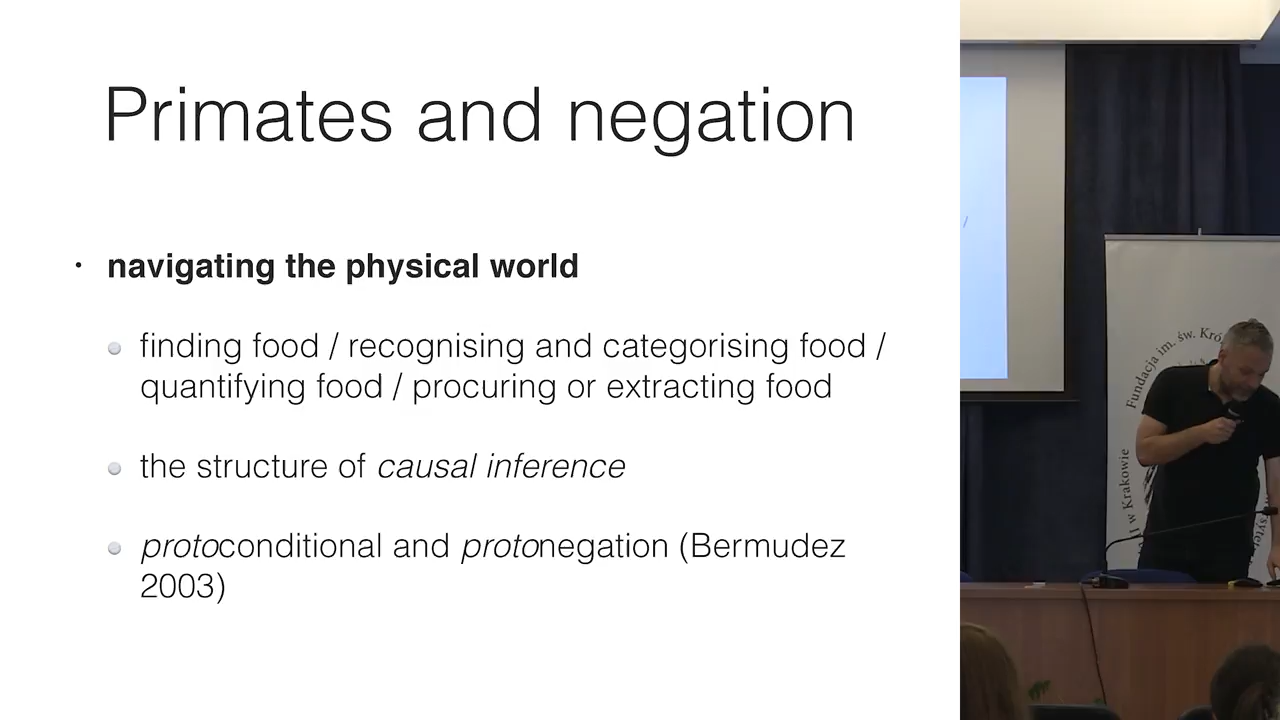 Primates and negation
• navigating the physical world
finding food / recognising and categorising food /
quantifying food / procuring or extracting food
the structure of causal inference
protoconditional and protonegation (Bermudez
2003)
/
Fundacja im. św. Kró
w Krakowie